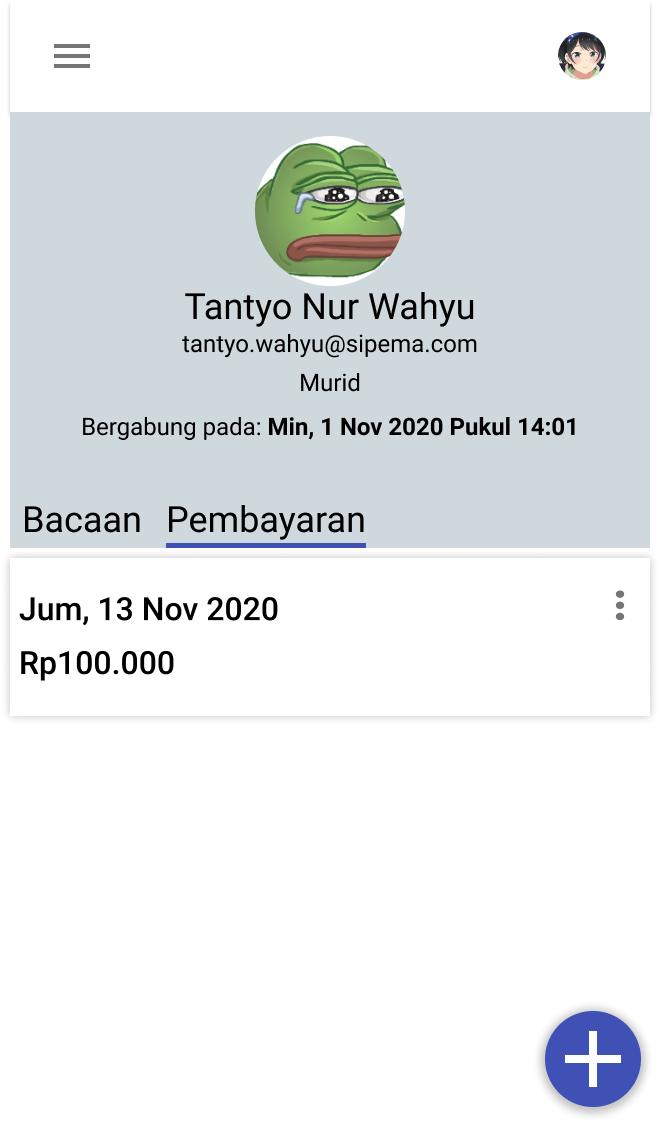 Tantyo Nur Wahyu
tantyo.wahyu@sipema.com
Murid
Bergabung pada: Min, 1 Nov 2020 Pukul 14:01
Bacaan Pembayaran
Jum, 13 Nov 2020
Rp100.000